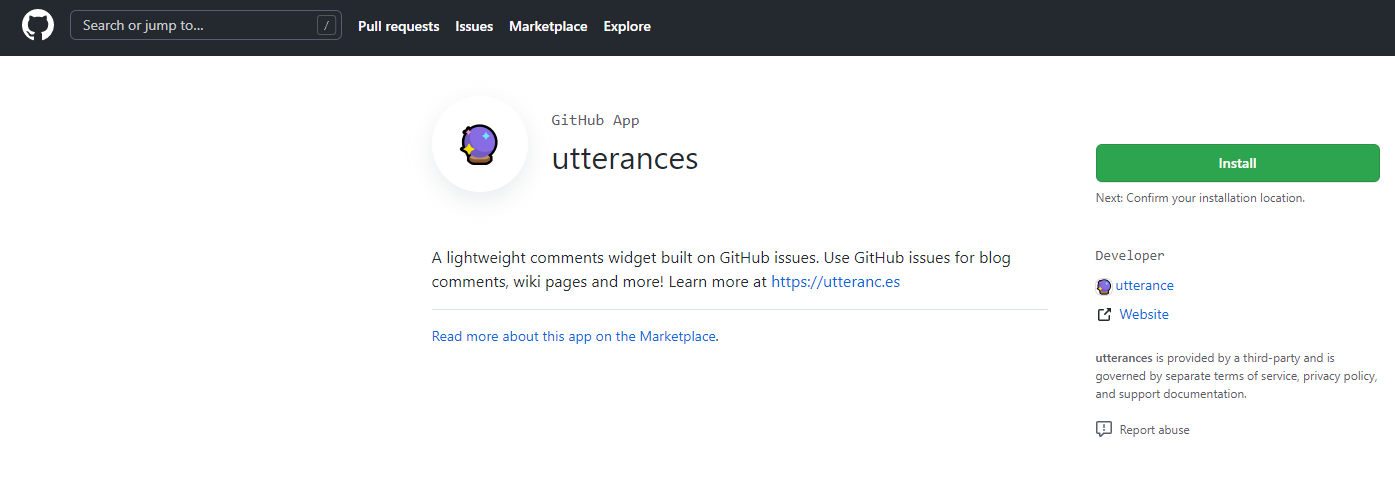 Search or jump to... /
Pull requests
Issues
Marketplace
Explore
GitHub App
utterances
A lightweight comments widget built on GitHub issues. Use GitHub issues for blog
comments, wiki pages and more! Learn more at https://utteranc.es
Read more about this app on the Marketplace.
Install
Next: Confirm your installation location.
Developer
utterance
Website
utterances is provided by a third-party and is
governed by separate terms of service, privacy policy,
and support documentation.
Report abuse